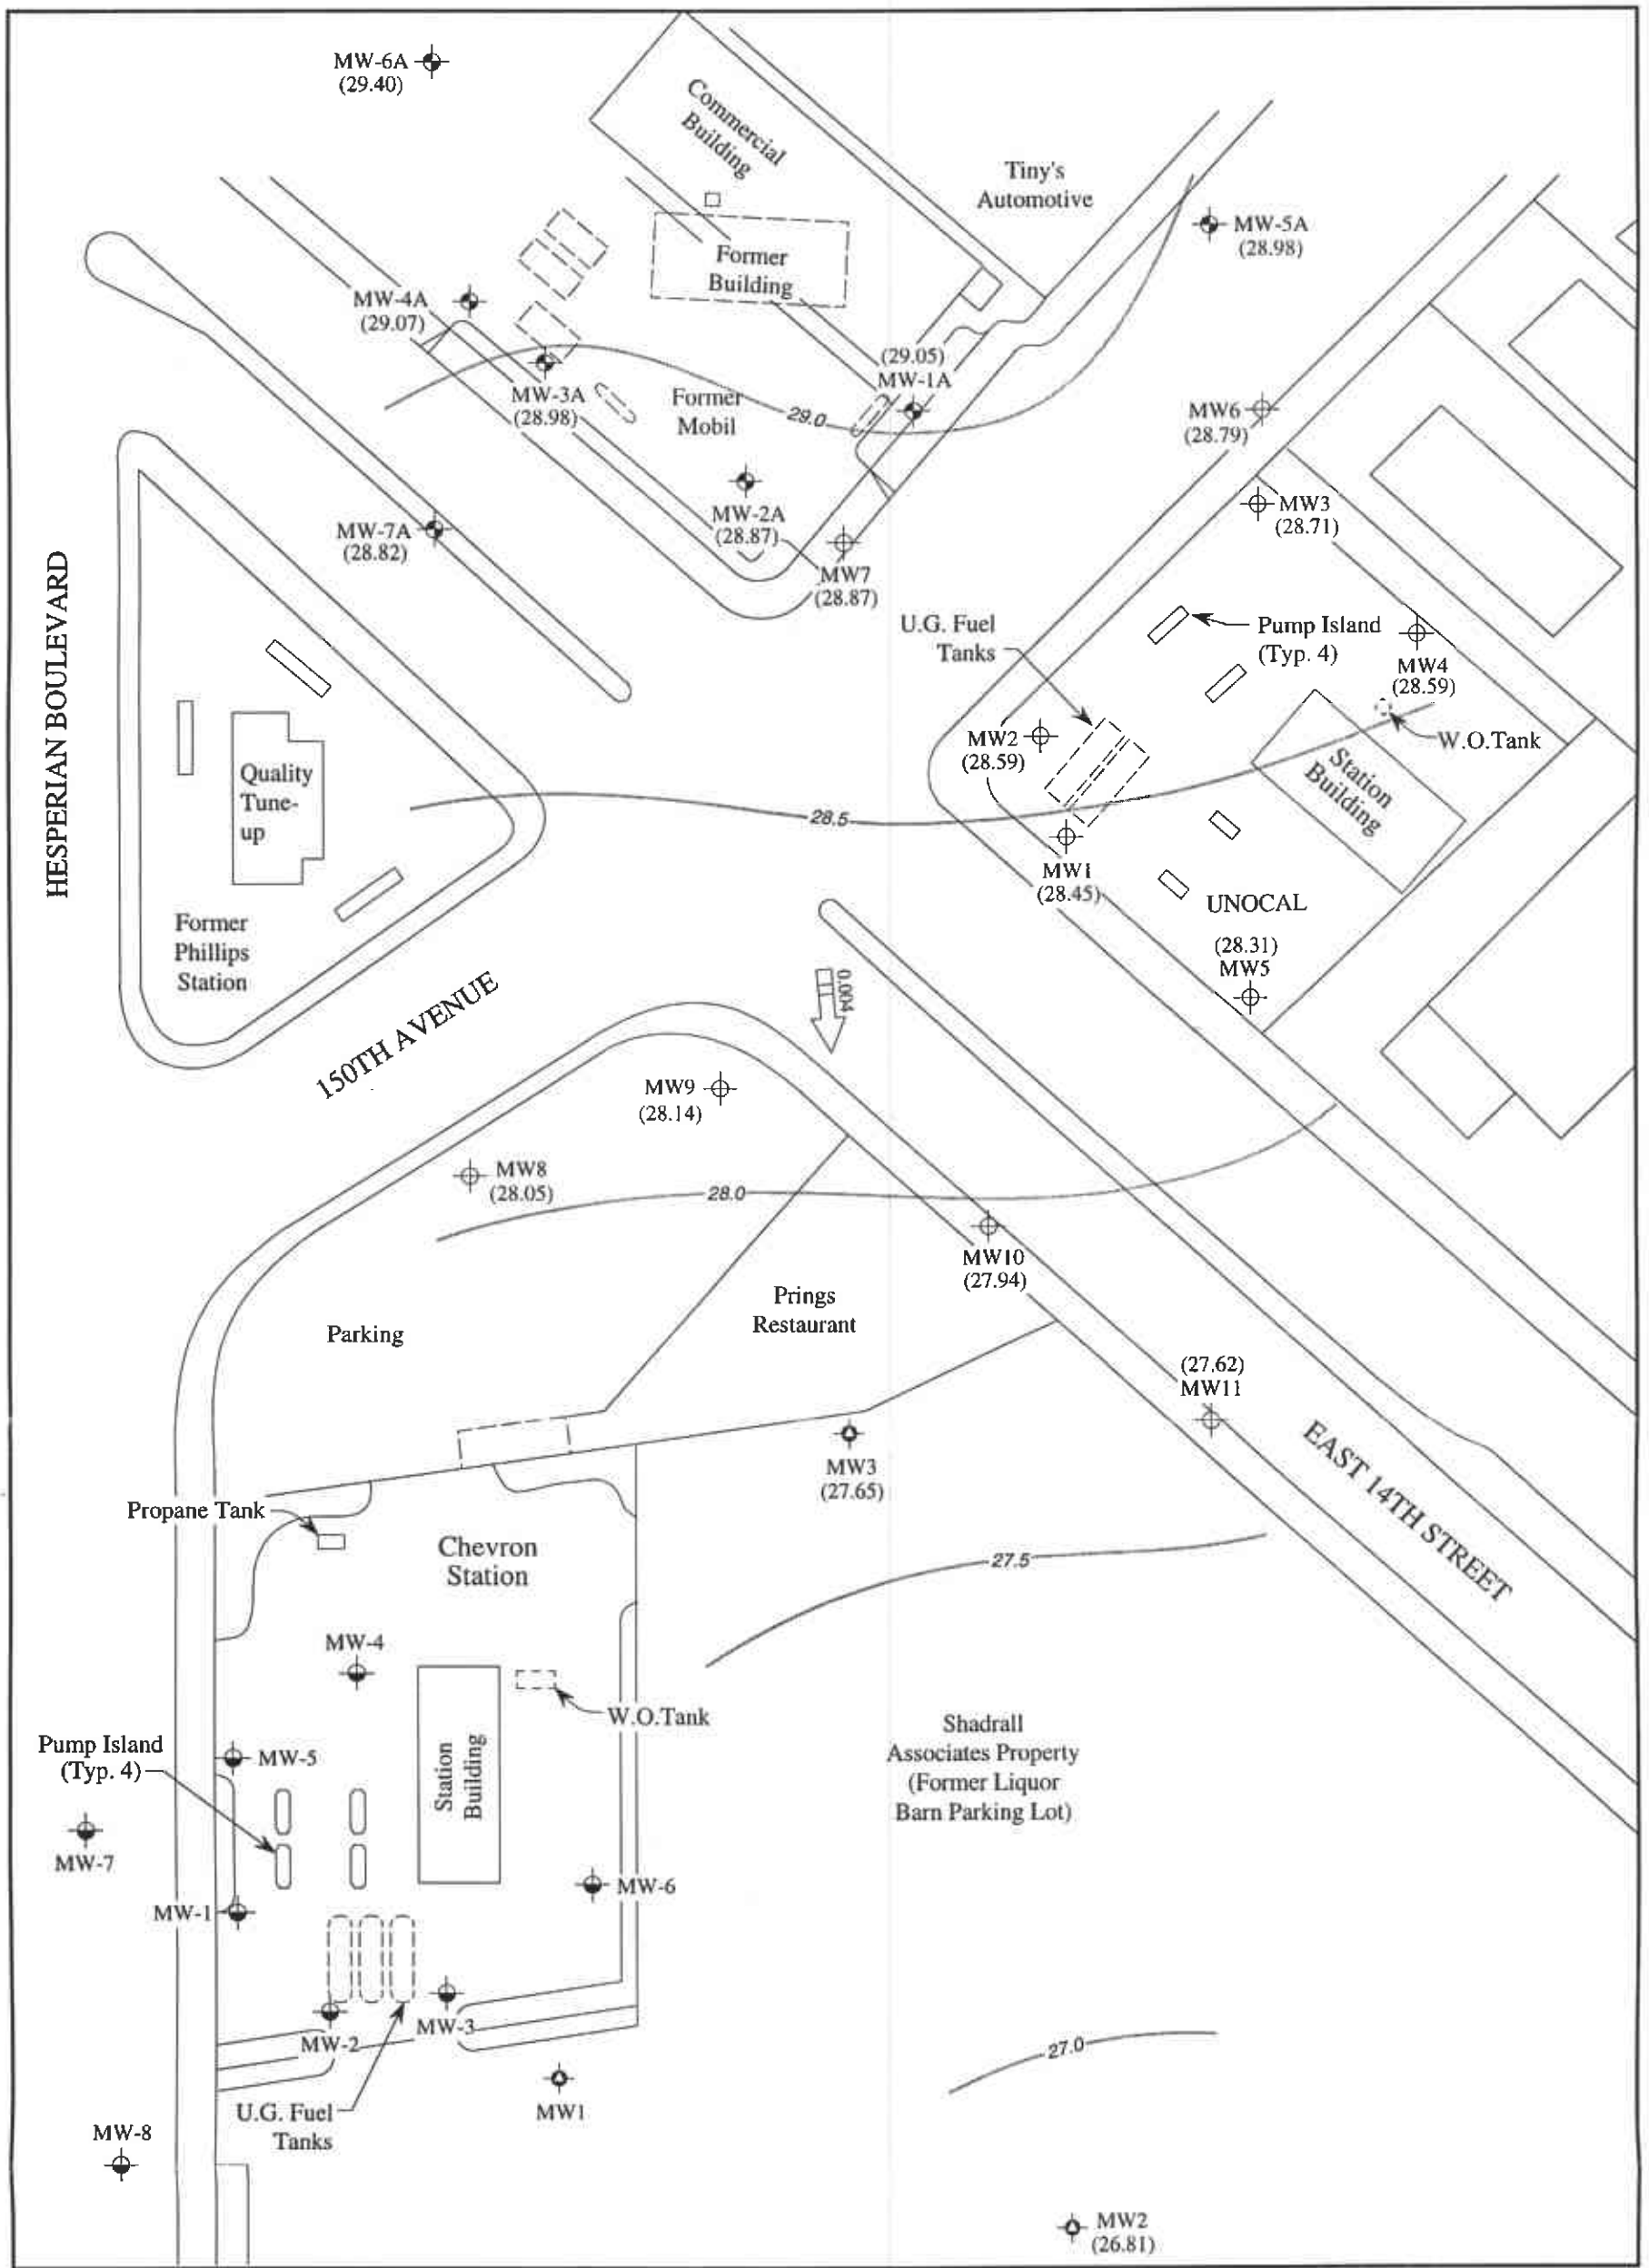 MW-6A
(29.40)
Commercial
Building
Tiny's
Automotive
MW-5A
(28.98)
Former
Building
MW-4A
(29.07)
(29.05)
MW-1A
MW-3A
(28.98)
Former
Mobil
29.0
MW6
(28.79)
MW-2A
(28.87)
MW3
(28.71)
MW-7A
(28.82)
MW7
(28.87)
HESPERIAN BOULEVARD
U.G. Fuel
Tanks
Pump Island
(Typ. 4)
MW4
(28.59)
W.O.Tank
MW2
(28.59)
Station
Building
Quality
Tune-
up
28.5
MW1
(28.45)
UNOCAL
(28.31)
MW5
Former
Phillips
Station
150TH AVENUE
0.004
MW9
(28.14)
MW8
(28.05)
28.0
MW10
(27.94)
Prings
Restaurant
Parking
(27.62)
MW11
EAST 14TH STREET
MW3
(27.65)
Propane Tank
Chevron
Station
27.5
MW-4
W.O.Tank
Station
Building
Shadrall
Associates Property
(Former Liquor
Barn Parking Lot)
Pump Island
(Typ. 4)
MW-5
MW-7
MW-6
MW-1
MW-3
MW-2
27.0
MW1
U.G. Fuel
Tanks
MW-8
MW2
(26.81)